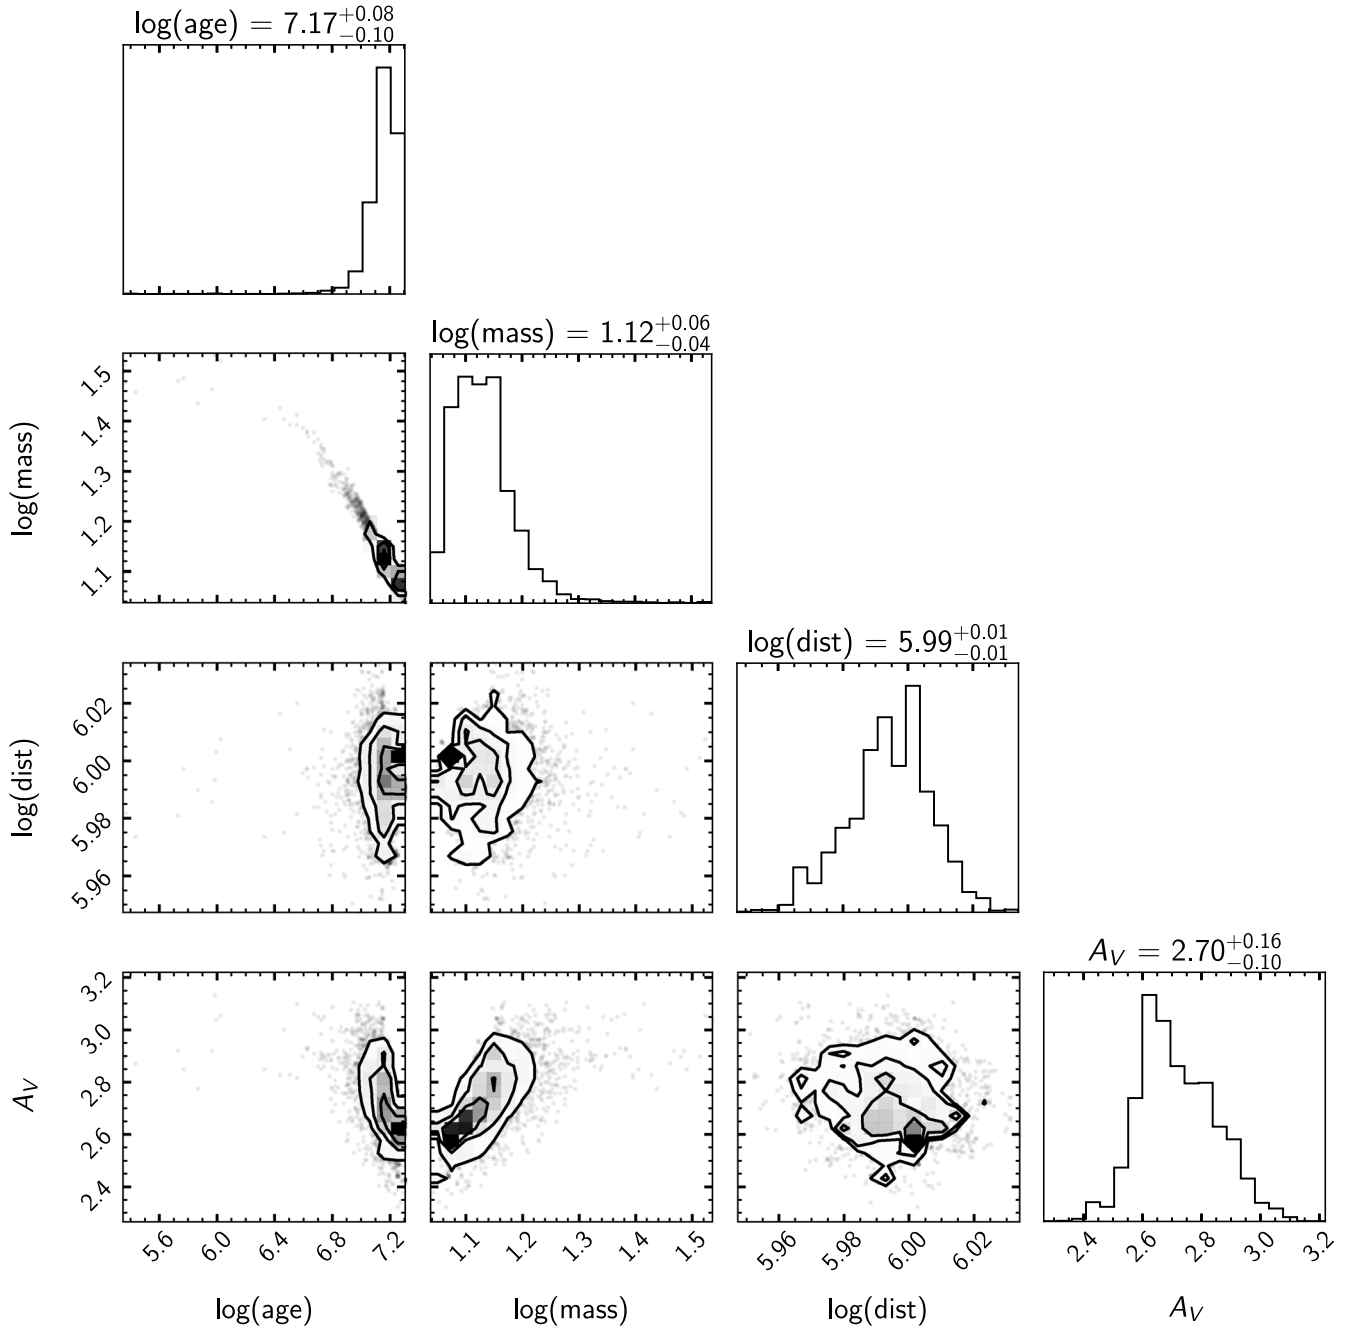 log(age) = 7.17+0.08 −0.10
log(mass) = 1.12+0.06 −0.04
1.5
1.4
1.3
1.2
1.1
log(mass)
log(dist) = 5.99+0.01 −0.01
6.02
6.00
5.98
5.96
log(dist)
A_V = 2.70+0.16 −0.10
3.2
3.0
2.8
2.6
2.4
A_V
5.6 6.0 6.4 6.8 7.2
1.1 1.2 1.3 1.4 1.5
5.96 5.98 6.00 6.02
2.4 2.6 2.8 3.0 3.2
log(age) log(mass) log(dist) A_V